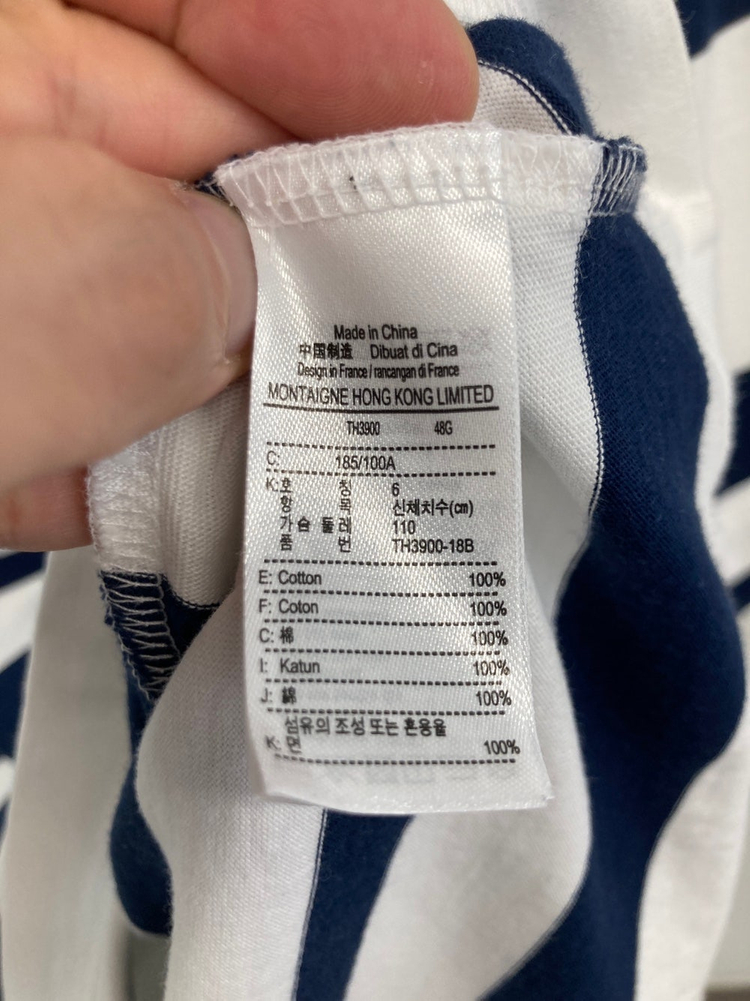 Made in China
中国制造 Dibuat di Cina
Design in France / rancangan di France
MONTAIGNE HONG KONG LIMITED
TH3900 48G
C: 185/100A
K:호 칭 6
항 목 신체치수(cm)
가슴 둘레 110
품 번 TH3900-18B
E: Cotton 100%
F: Coton 100%
C: 棉 100%
I: Katun 100%
J: 綿 100%
섬유의 조성 또는 혼용율
K: 면 100%